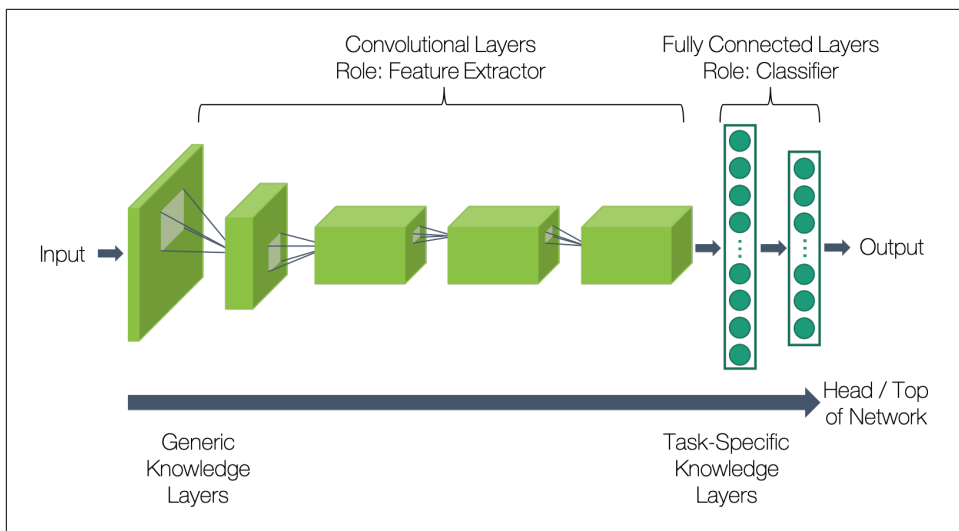 Convolutional Layers
Role: Feature Extractor
Fully Connected Layers
Role: Classifier
Input
Output
Head / Top
of Network
Generic
Knowledge
Layers
Task-Specific
Knowledge
Layers